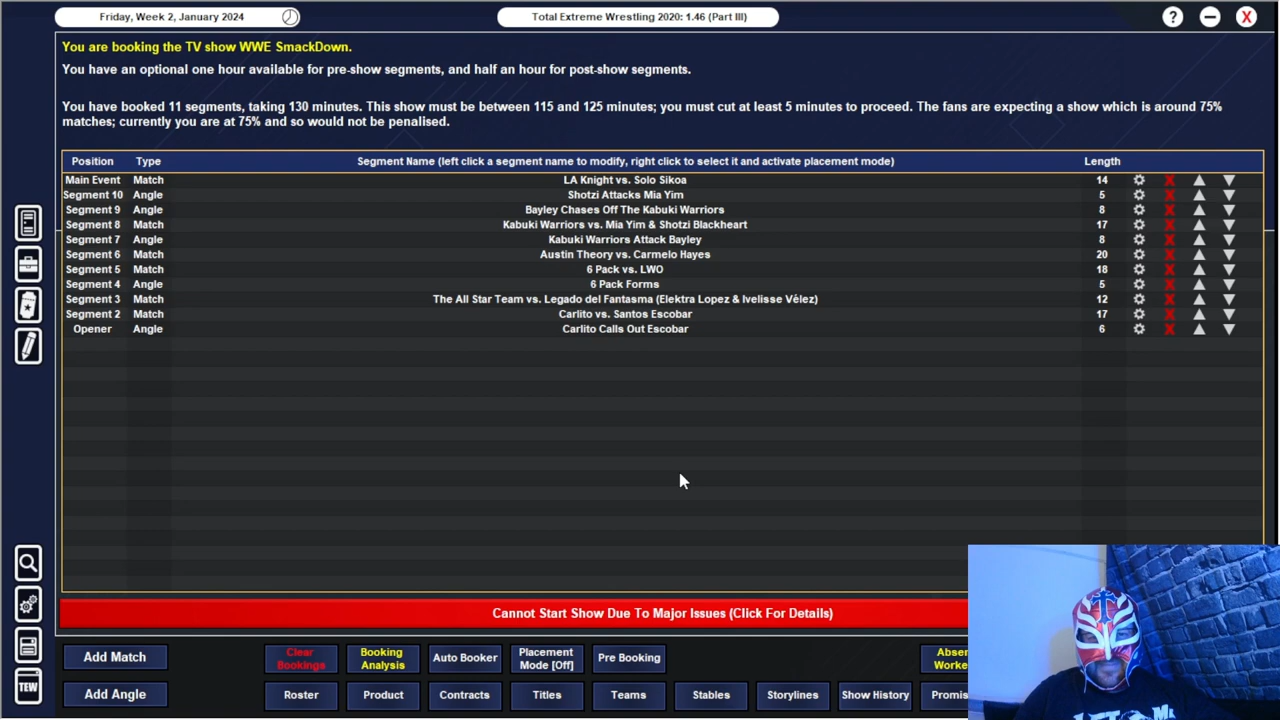 Friday, Week 2, January 2024
Total Extreme Wrestling 2020: 1.46 (Part III)
? X
You are booking the TV show WWE SmackDown.
You have an optional one hour available for pre-show segments, and half an hour for post-show segments.
You have booked 11 segments, taking 130 minutes. This show must be between 115 and 125 minutes; you must cut at least 5 minutes to proceed. The fans are expecting a show which is around 75%
matches; currently you are at 75% and so would not be penalised.
Position Type Segment Name (left click a segment name to modify, right click to select it and activate placement mode) Length
Main Event Match LA Knight vs. Solo Sikoa 14 X
Segment 10 Angle Shotzi Attacks Mia Yim 5 X
Segment 9 Angle Bayley Chases Off The Kabuki Warriors 8 X
Segment 8 Match Kabuki Warriors vs. Mia Yim & Shotzi Blackheart 17 X
Segment 7 Angle Kabuki Warriors Attack Bayley 8 X
Segment 6 Match Austin Theory vs. Carmelo Hayes 20 X
Segment 5 Match 6 Pack vs. LWO 18 X
Segment 4 Angle 6 Pack Forms 5 X
Segment 3 Match The All Star Team vs. Legado del Fantasma (Elektra Lopez & Ivelisse Vélez) 12 X
Segment 2 Match Carlito vs. Santos Escobar 17 X
Opener Angle Carlito Calls Out Escobar 6 X
Cannot Start Show Due To Major Issues (Click For Details)
Add Match
Clear
Bookings
Booking
Analysis
Auto Booker
Placement
Mode [Off]
Pre Booking
TEW
Add Angle Roster Product Contracts Titles Teams Stables Storylines Show History